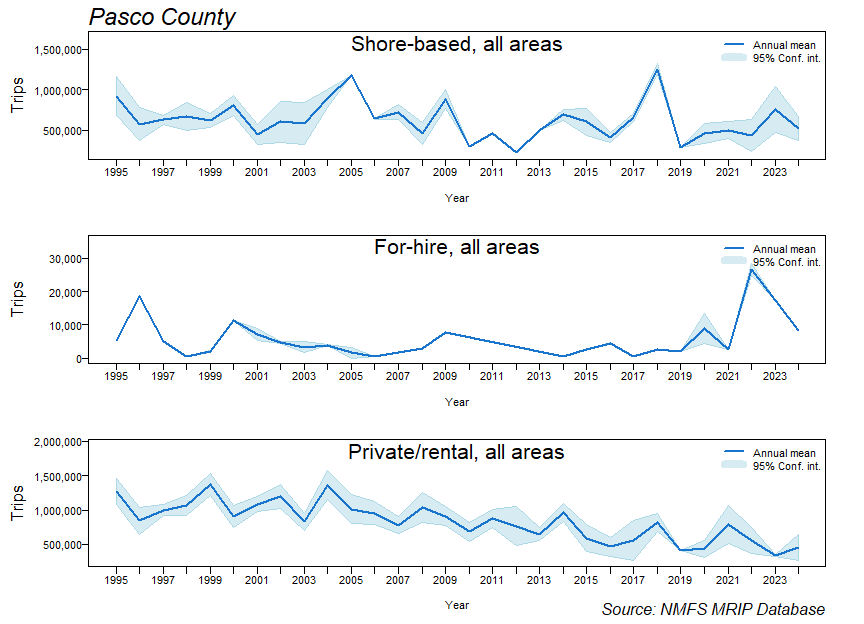 Pasco County
Shore-based, all areas
Annual mean
95% Conf. int.
Trips
1,500,000
1,000,000
500,000
1995 1997 1999 2001 2003 2005 2007 2009 2011 2013 2015 2017 2019 2021 2023
Year
For-hire, all areas
Annual mean
95% Conf. int.
Trips
30,000
20,000
10,000
0
1995 1997 1999 2001 2003 2005 2007 2009 2011 2013 2015 2017 2019 2021 2023
Year
Private/rental, all areas
Annual mean
95% Conf. int.
Trips
2,000,000
1,500,000
1,000,000
500,000
1995 1997 1999 2001 2003 2005 2007 2009 2011 2013 2015 2017 2019 2021 2023
Year
Source: NMFS MRIP Database